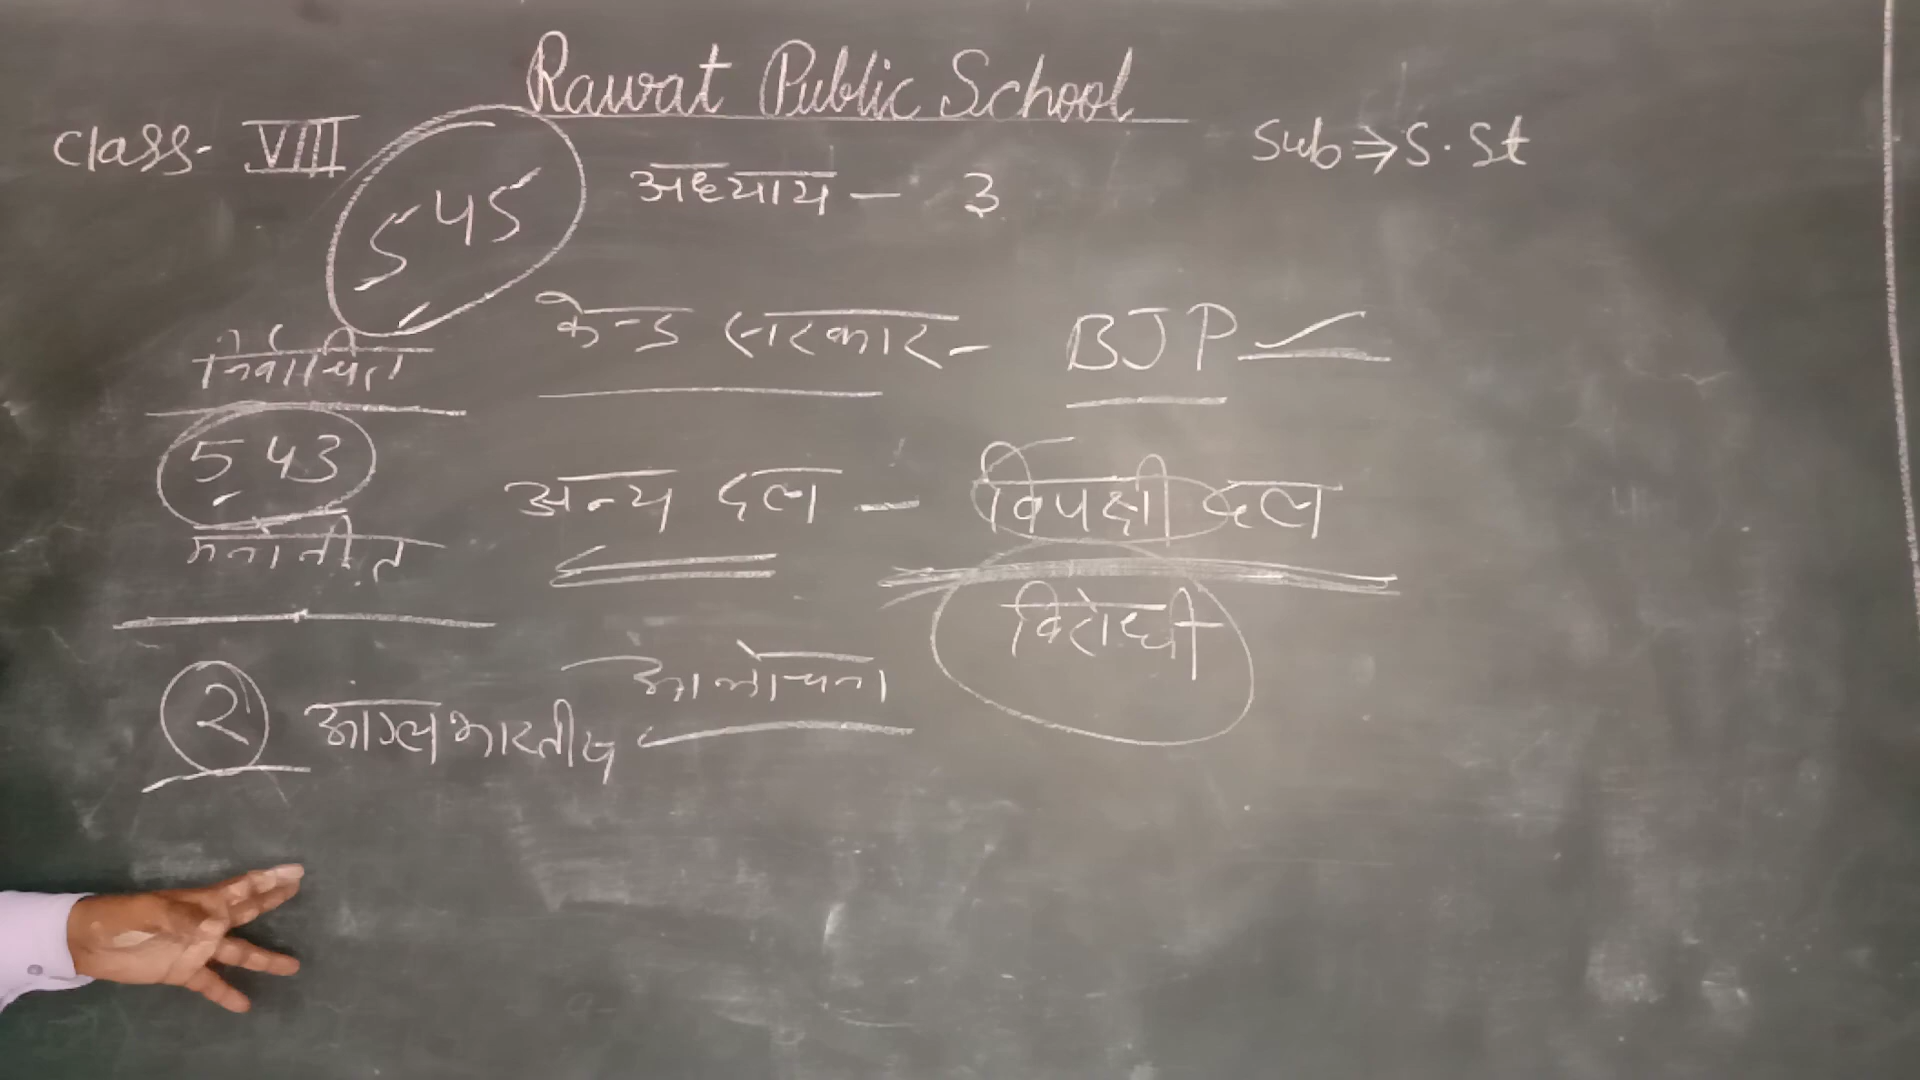 Rawat Public School
Class- VIII
Sub⇒S.St
545
अध्याय - 3
केन्द्र सरकार - BJP ✓
निर्वाचित
543
अन्य दल - विपक्षी दल
मनोनीत
विरोधी
आलोचना
2 आंग्ल भारतीय